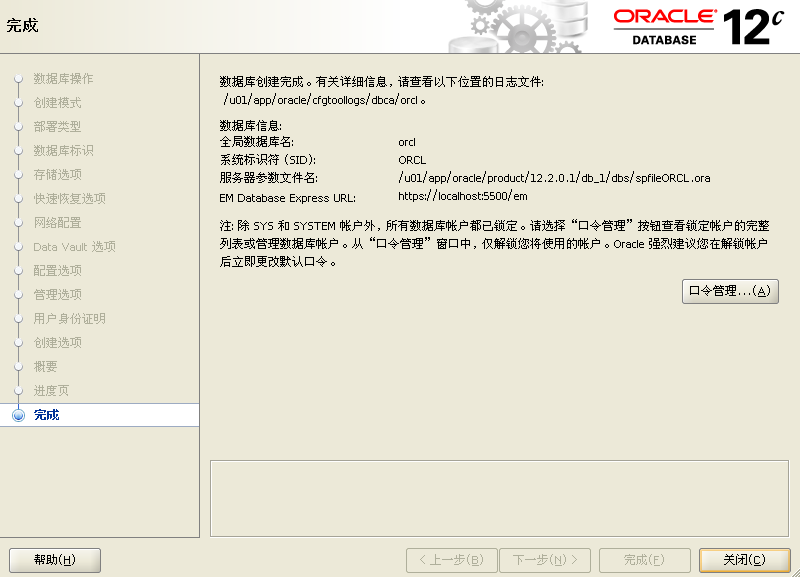 完成
ORACLE®
DATABASE
12c
数据库操作
创建模式
部署类型
数据库标识
存储选项
快速恢复选项
网络配置
Data Vault 选项
配置选项
管理选项
用户身份证明
创建选项
概要
进度页
完成
数据库创建完成。有关详细信息, 请查看以下位置的日志文件:
/u01/app/oracle/cfgtoollogs/dbca/orcl。
数据库信息:
全局数据库名: orcl
系统标识符 (SID): ORCL
服务器参数文件名: /u01/app/oracle/product/12.2.0.1/db_1/dbs/spfileORCL.ora
EM Database Express URL: https://localhost:5500/em
注: 除 SYS 和 SYSTEM 帐户外, 所有数据库帐户都已锁定。请选择“口令管理”按钮查看锁定帐户的完整
列表或管理数据库帐户。从“口令管理”窗口中, 仅解锁您将使用的帐户。Oracle 强烈建议您在解锁帐户
后立即更改默认口令。
口令管理...(A)
帮助(H)
< 上一步(B)
下一步(N) >
完成(F)
关闭(C)